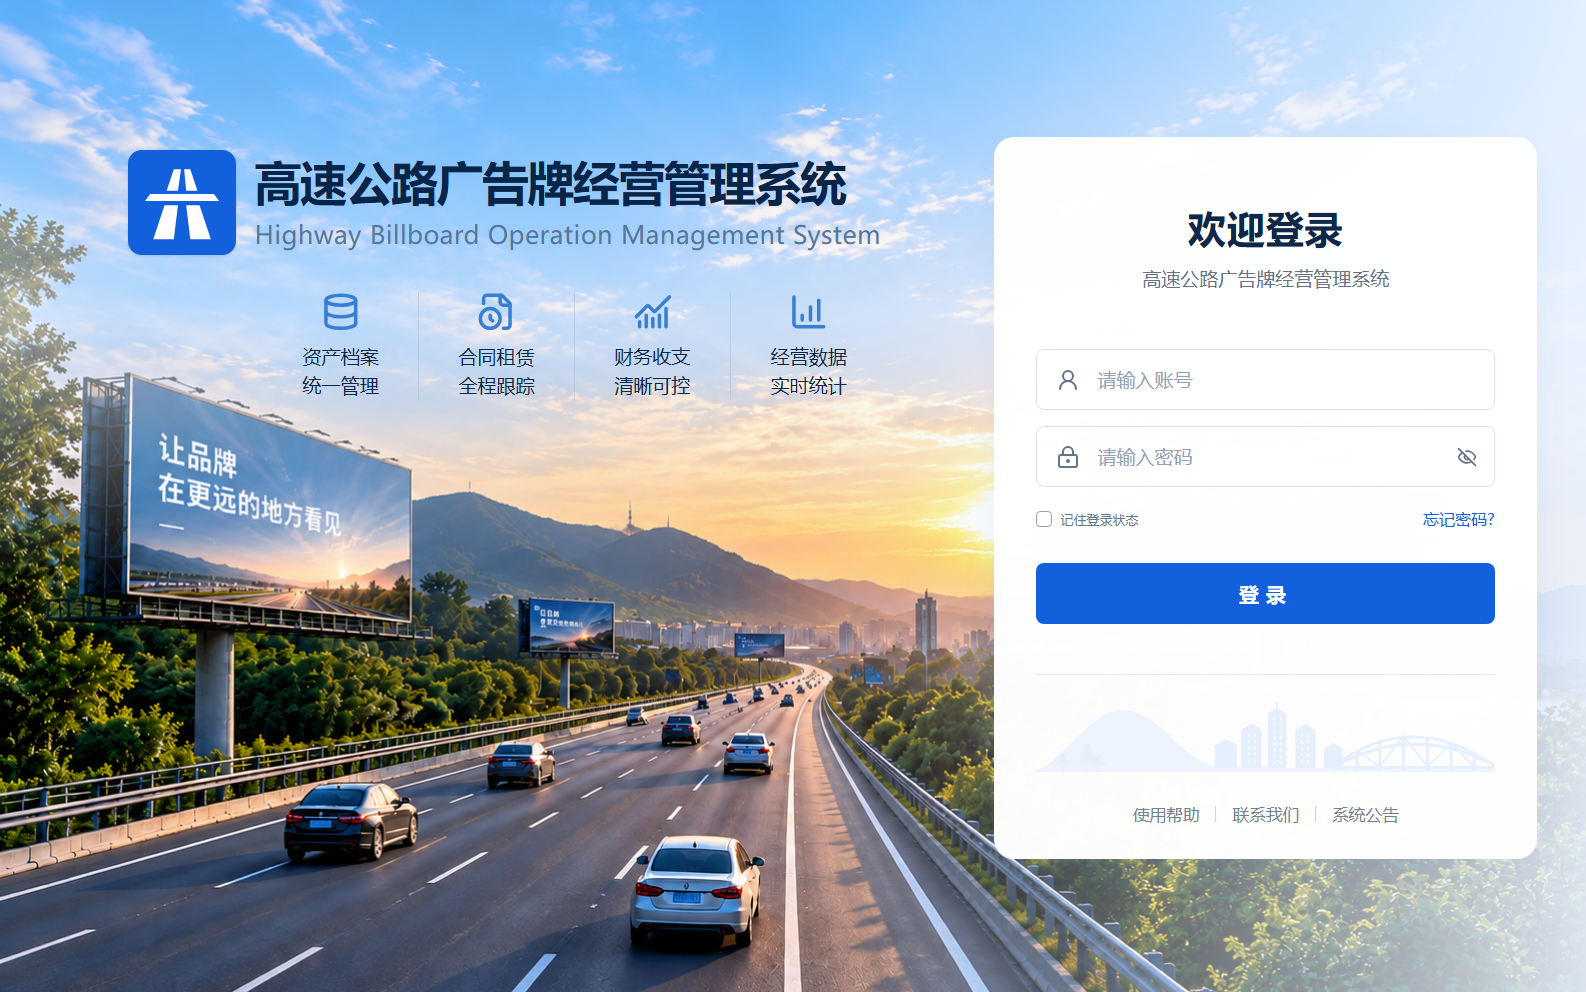 高速公路广告牌经营管理系统
Highway Billboard Operation Management System
资产档案
统一管理
合同租赁
全程跟踪
财务收支
清晰可控
经营数据
实时统计
让品牌
在更远的地方看见
欢迎登录
高速公路广告牌经营管理系统
请输入账号
请输入密码
记住登录状态
忘记密码?
登 录
使用帮助
联系我们
系统公告